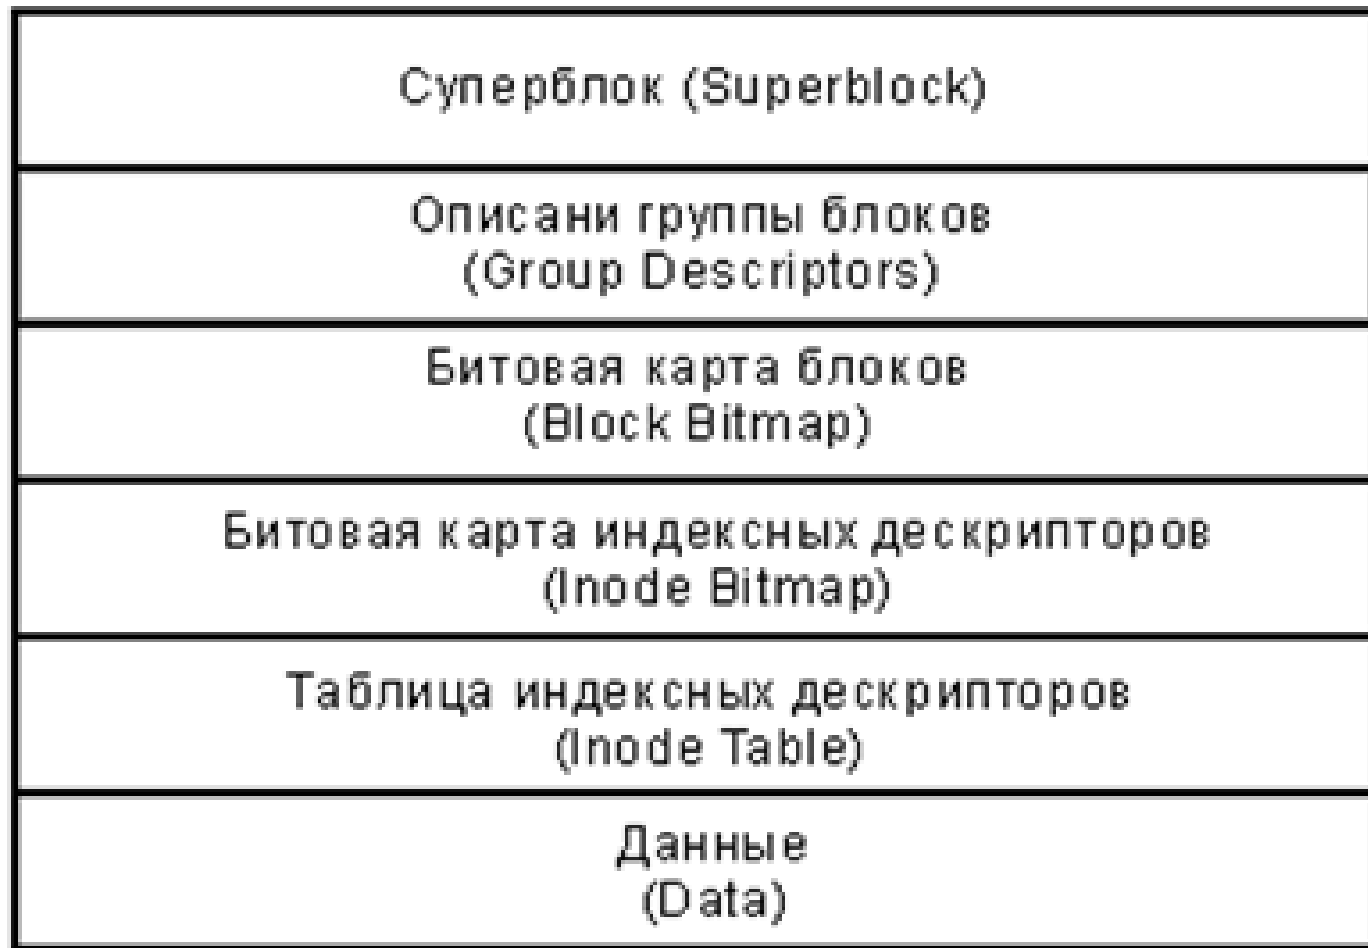 Суперблок (Superblock)
Описани группы блоков
(Group Descriptors)
Битовая карта блоков
(Block Bitmap)
Битовая карта индексных дескрипторов
(Inode Bitmap)
Таблица индексных дескрипторов
(Inode Table)
Данные
(Data)